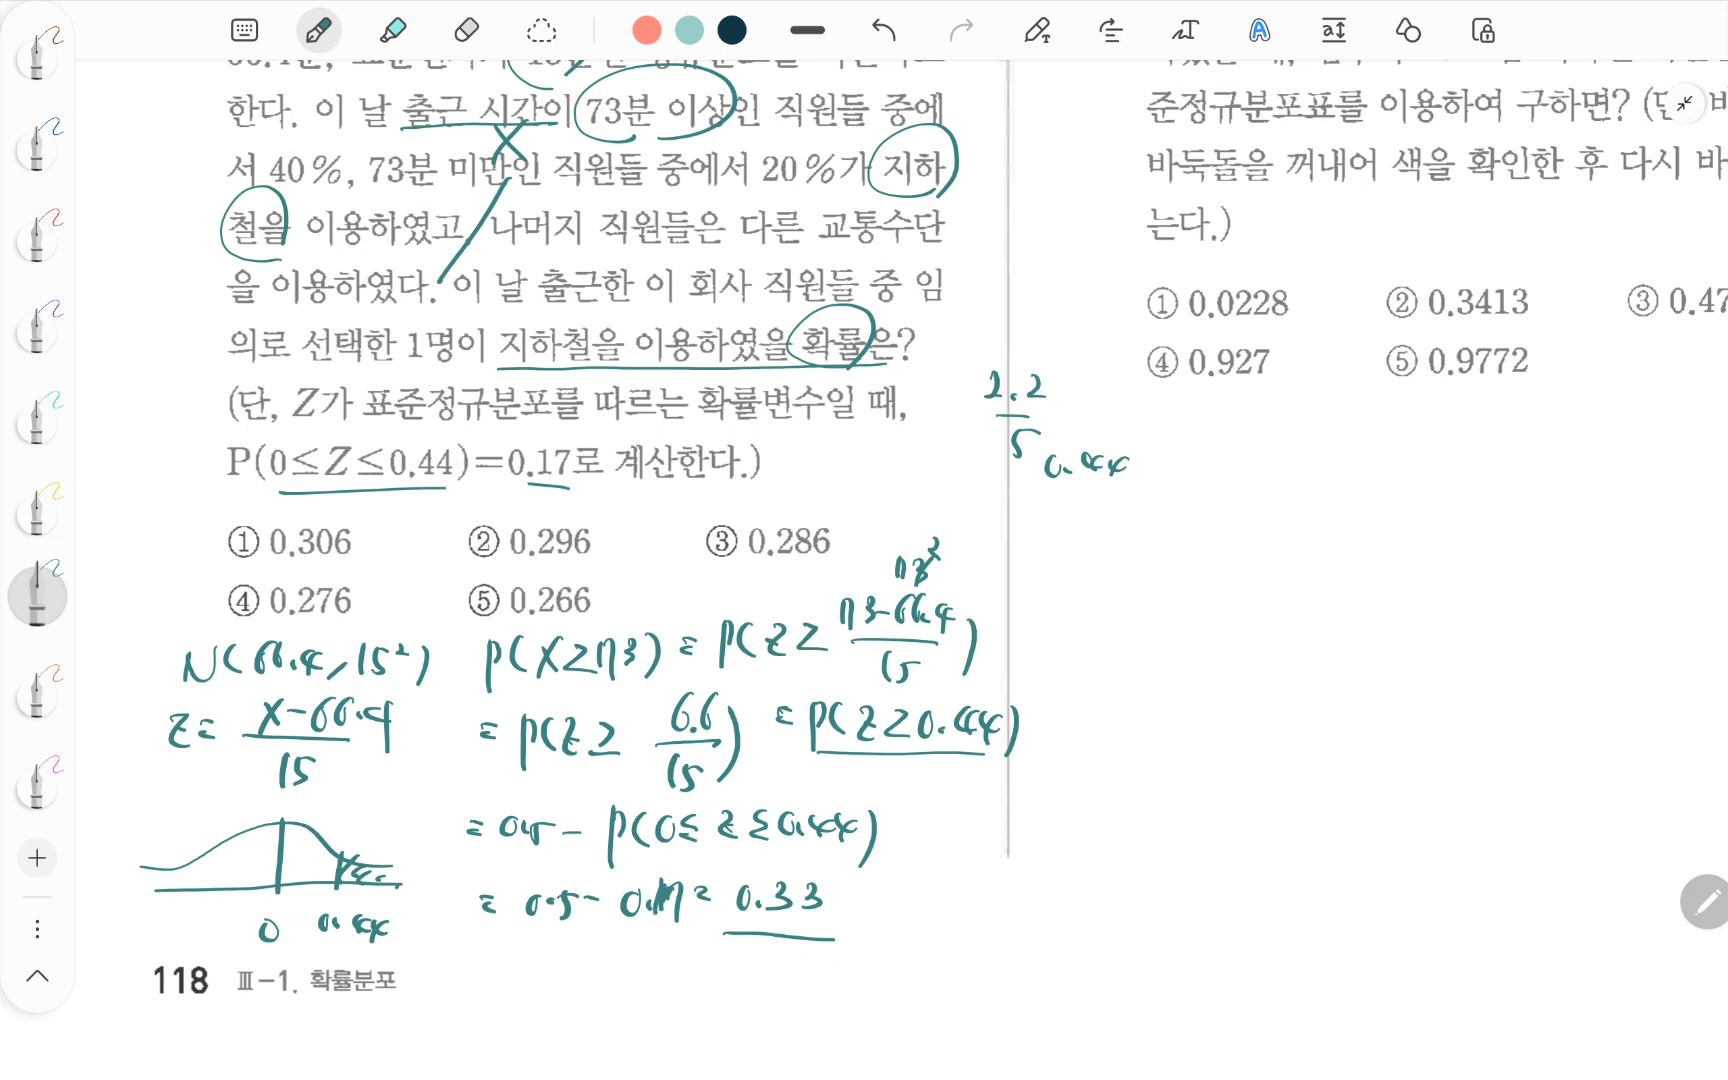 한다. 이 날 출근 시간이 73분 이상인 직원들 중에
서 40%, 73분 미만인 직원들 중에서 20%가 지하
철을 이용하였고, 나머지 직원들은 다른 교통수단
을 이용하였다. 이 날 출근한 이 회사 직원들 중 임
의로 선택한 1명이 지하철을 이용하였을 확률은?
(단, Z가 표준정규분포를 따르는 확률변수일 때,
P(0≤Z≤0.44)=0.17로 계산한다.)
① 0.306 ② 0.296 ③ 0.286
④ 0.276 ⑤ 0.266
N(66.4, 15²)
Z = X-66.4
15
0 0.44
P(X≥73) = P(Z≥ 73-66.4
15 )
= P(Z≥ 6.6
15 ) = P(Z≥0.44)
= 0.5 - P(0≤Z≤0.44)
= 0.5 - 0.17 = 0.33
2.2
5
0.44
118 Ⅲ-1. 확률분포
준정규분포표를 이용하여 구하면? (단
바둑돌을 꺼내어 색을 확인한 후 다시 바
는다.)
① 0.0228 ② 0.3413 ③ 0.47
④ 0.927 ⑤ 0.9772